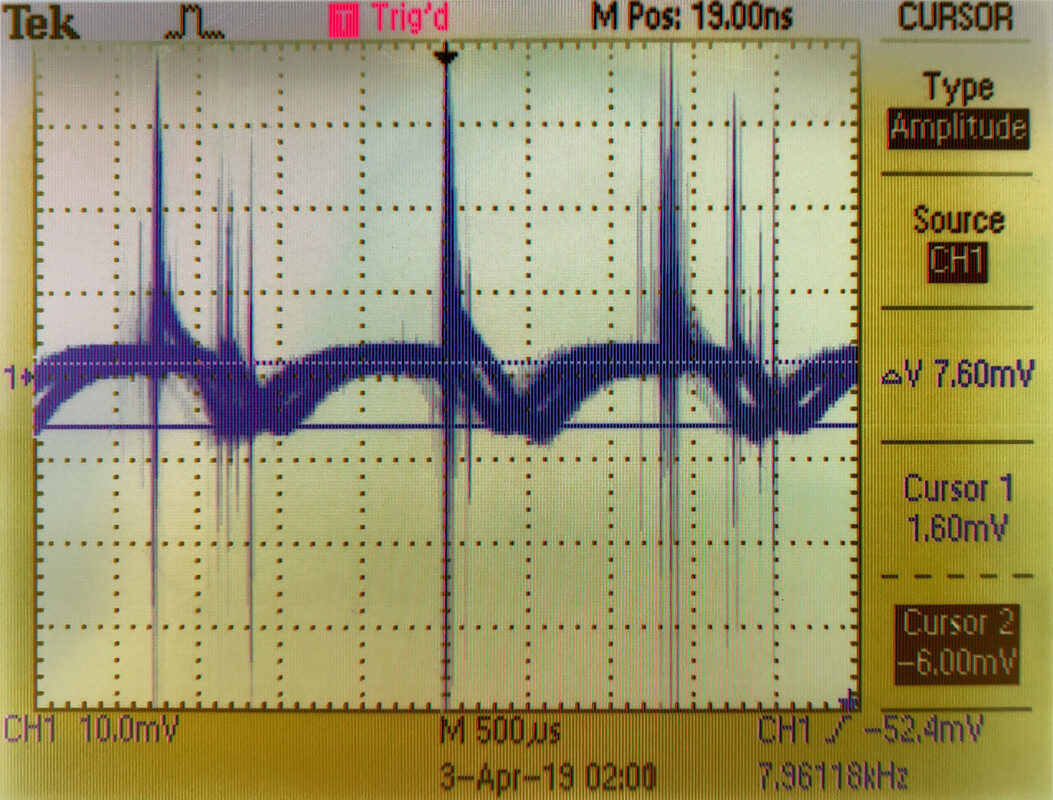 Tek T Trig'd M Pos: 19.00ns CURSOR
Type
Amplitude
Source
CH1
1
△V 7.60mV
Cursor 1
1.60mV
Cursor 2
-6.00mV
CH1 10.0mV M 500µs CH1 -52.4mV
3-Apr-19 02:00 7.96118kHz